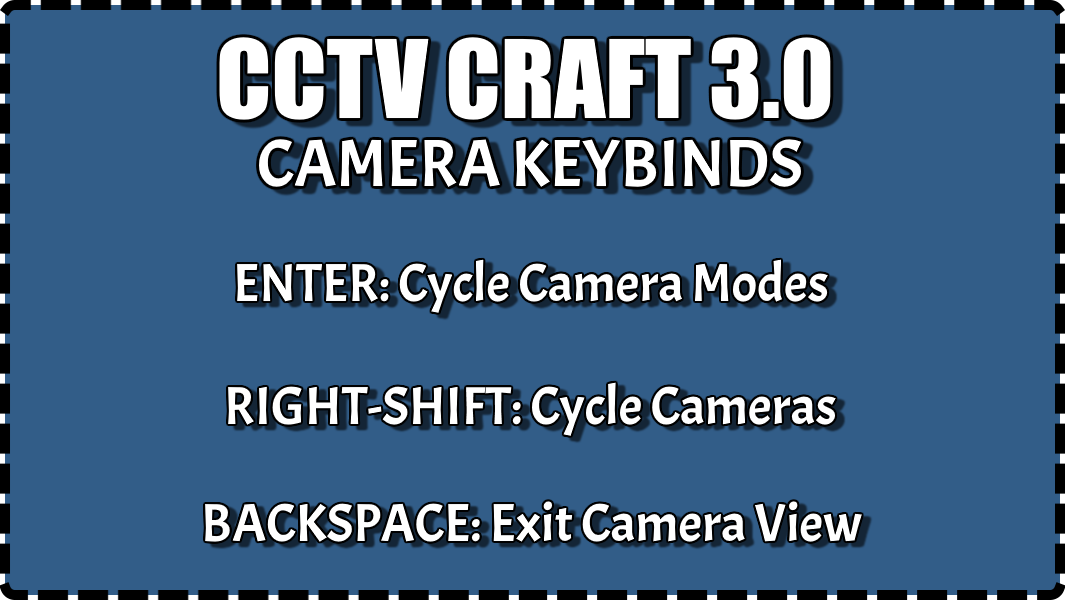 CCTV CRAFT 3.0
CAMERA KEYBINDS
ENTER: Cycle Camera Modes
RIGHT-SHIFT: Cycle Cameras
BACKSPACE: Exit Camera View